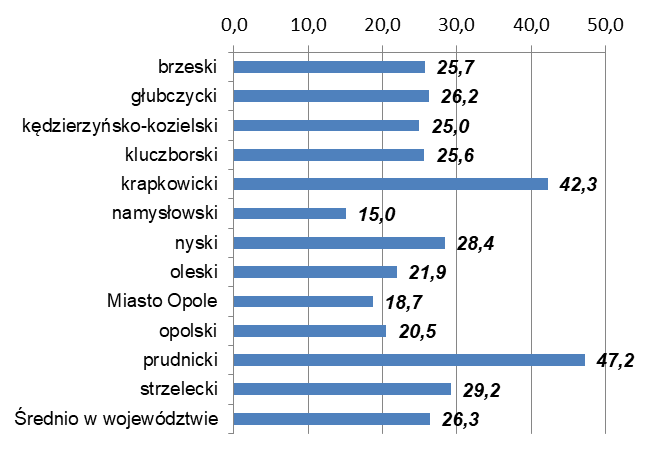 0,0 10,0 20,0 30,0 40,0 50,0
brzeski 25,7
głubczycki 26,2
kędzierzyńsko-kozielski 25,0
kluczborski 25,6
krapkowicki 42,3
namysłowski 15,0
nyski 28,4
oleski 21,9
Miasto Opole 18,7
opolski 20,5
prudnicki 47,2
strzelecki 29,2
Średnio w województwie 26,3